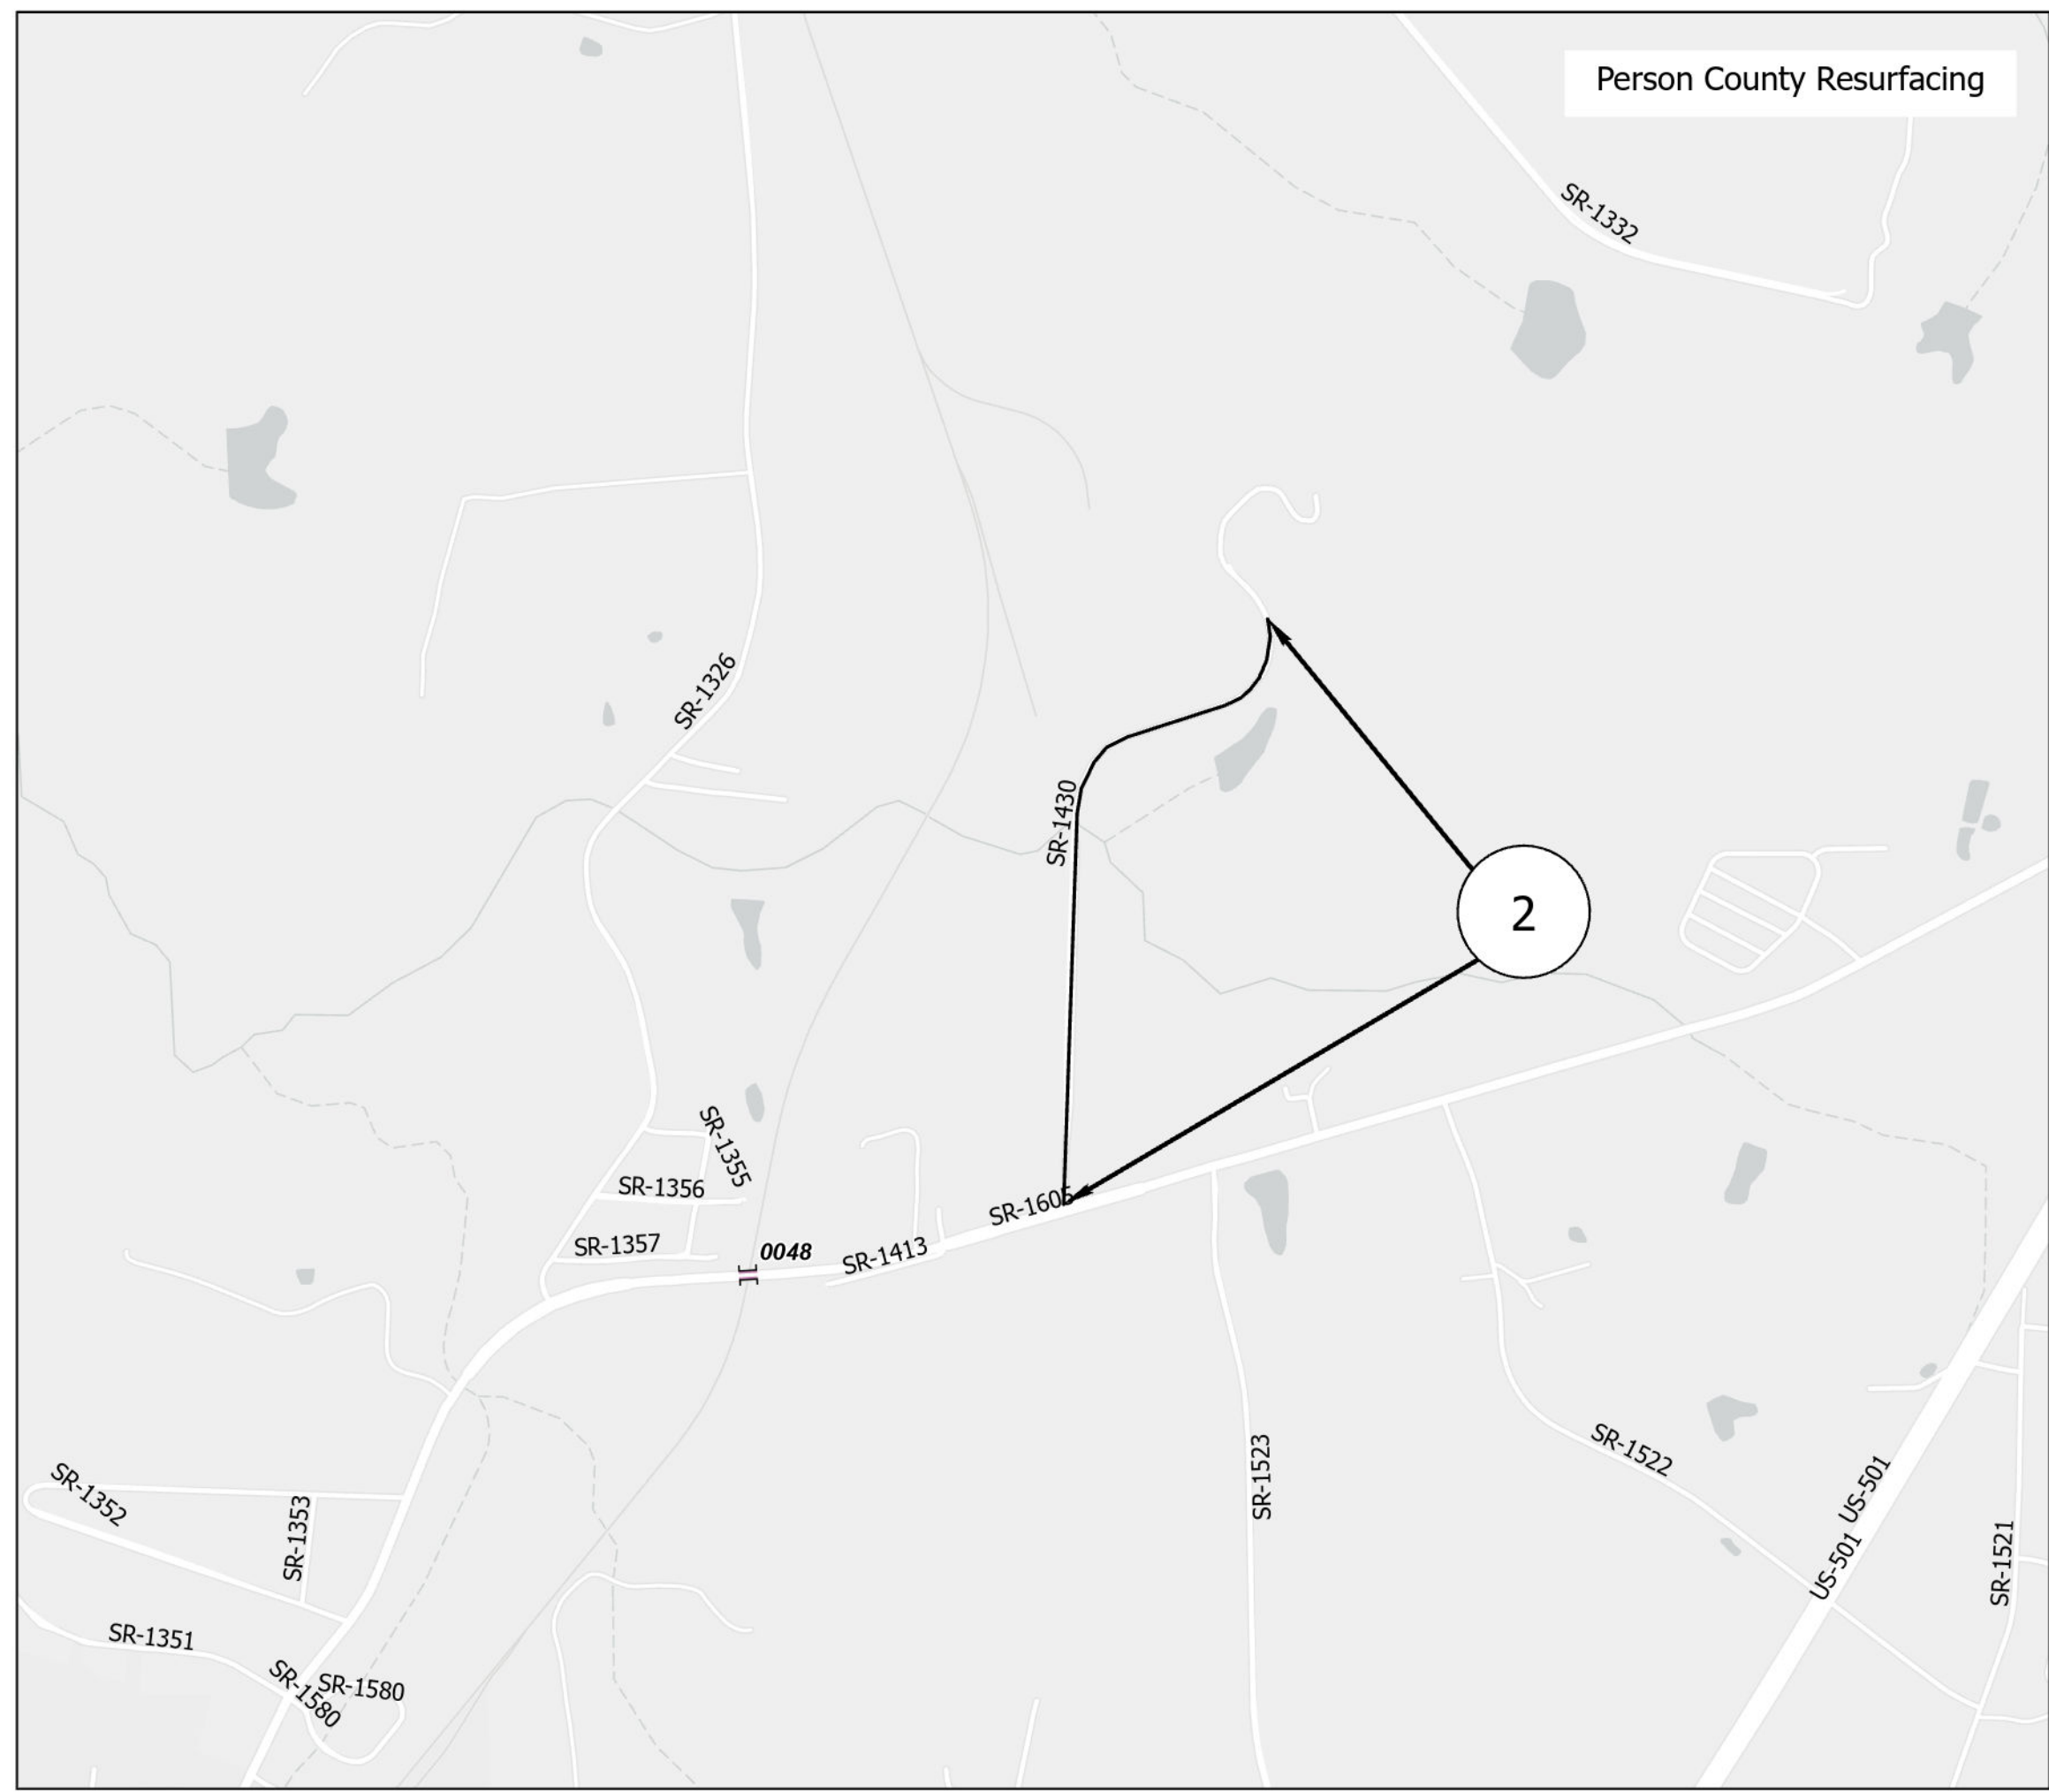 Person County Resurfacing
SR-1332
SR-1326
SR-1430
2
SR-1355
SR-1356
SR-1605
SR-1357
0048
SR-1413
SR-1523
SR-1522
US-501
US-501
SR-1521
SR-1352
SR-1353
SR-1351
SR-1580
SR-1580